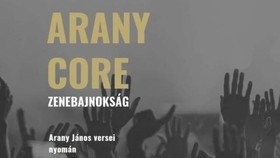 ARANY
CORE
ZENEBAJNOKSÁG
Arany János versei
nyomán